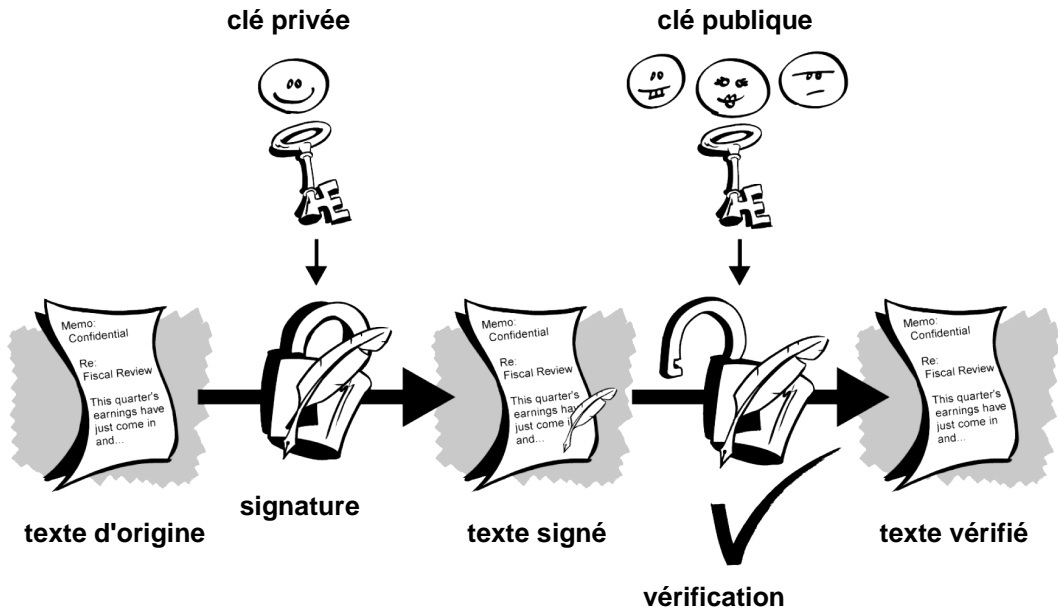 clé privée
clé publique
Memo:
Confidential
Re:
Fiscal Review
This quarter's
earnings have
just come in
and...
signature
texte d'origine
Memo:
Confidential
Re:
Fiscal Review
This quarter's
earnings have
just come i
and...
texte signé
vérification
Memo:
Confidential
Re:
Fiscal Review
This quarter's
earnings have
just come in
and...
texte vérifié